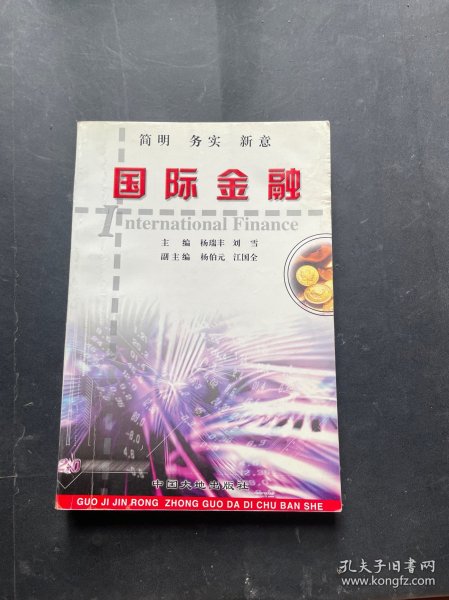 简明 务实 新意
国际金融
International Finance
主 编 杨瑞丰 刘 雪
副主编 杨伯元 江国全
中国大地出版社
GUO JI JIN RONG ZHONG GUO DA DI CHU BAN SHE
孔夫子旧书网
www.kongfz.com